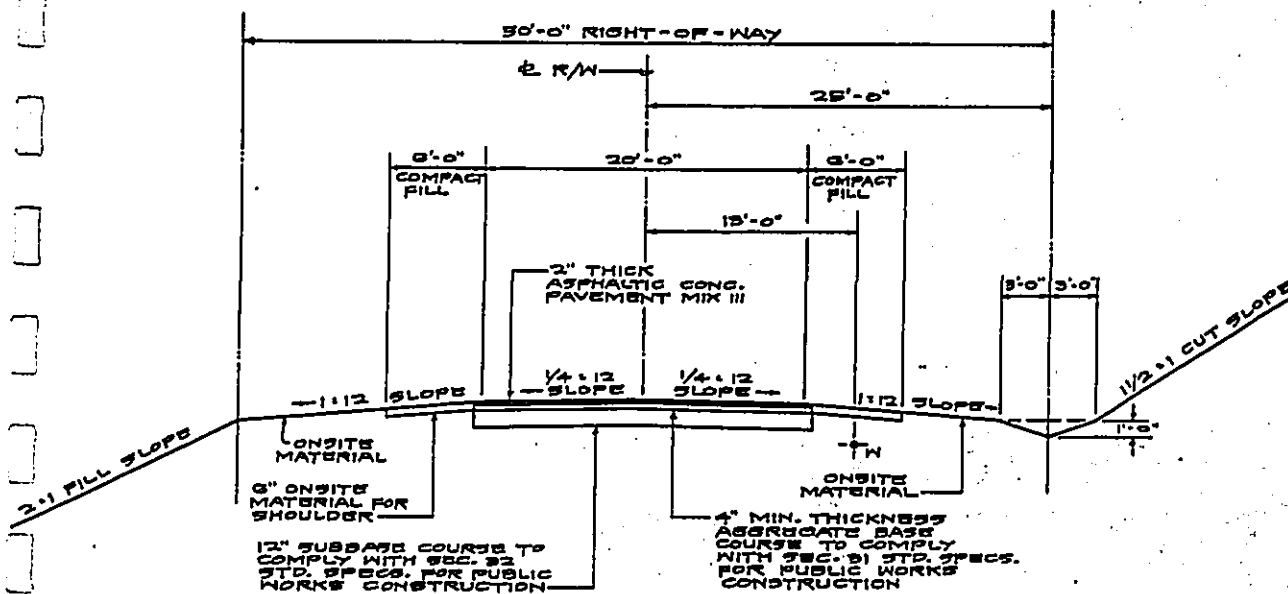 50'-0" RIGHT-OF-WAY
℄ R/W
25'-0"
6'-0"
COMPACT
FILL
20'-0"
6'-0"
COMPACT
FILL
13'-0"
2" THICK
ASPHALTIC CONC.
PAVEMENT MIX III
3'-0" 3'-0"
1 1/2 : 1 CUT SLOPE
1:12 SLOPE
1/4 : 12
SLOPE
1/4 : 12
SLOPE
1:12 SLOPE
1'-0"
2:1 FILL SLOPE
ONSITE
MATERIAL
W
6" ONSITE
MATERIAL FOR
SHOULDER
ONSITE
MATERIAL
12" SUBBASE COURSE TO
COMPLY WITH SEC. 32
STD. SPECS. FOR PUBLIC
WORKS CONSTRUCTION
4" MIN. THICKNESS
AGGREGATE BASE
COURSE TO COMPLY
WITH SEC. 31 STD. SPECS.
FOR PUBLIC WORKS
CONSTRUCTION